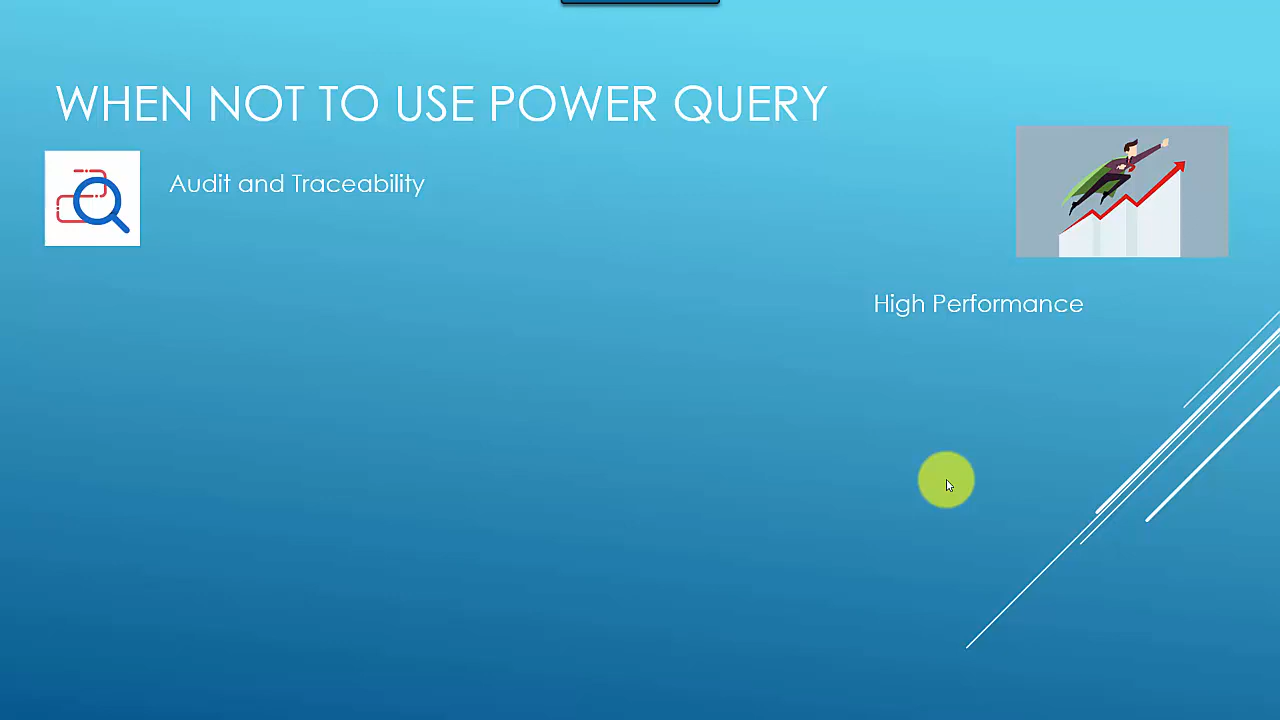 WHEN NOT TO USE POWER QUERY
Audit and Traceability
High Performance